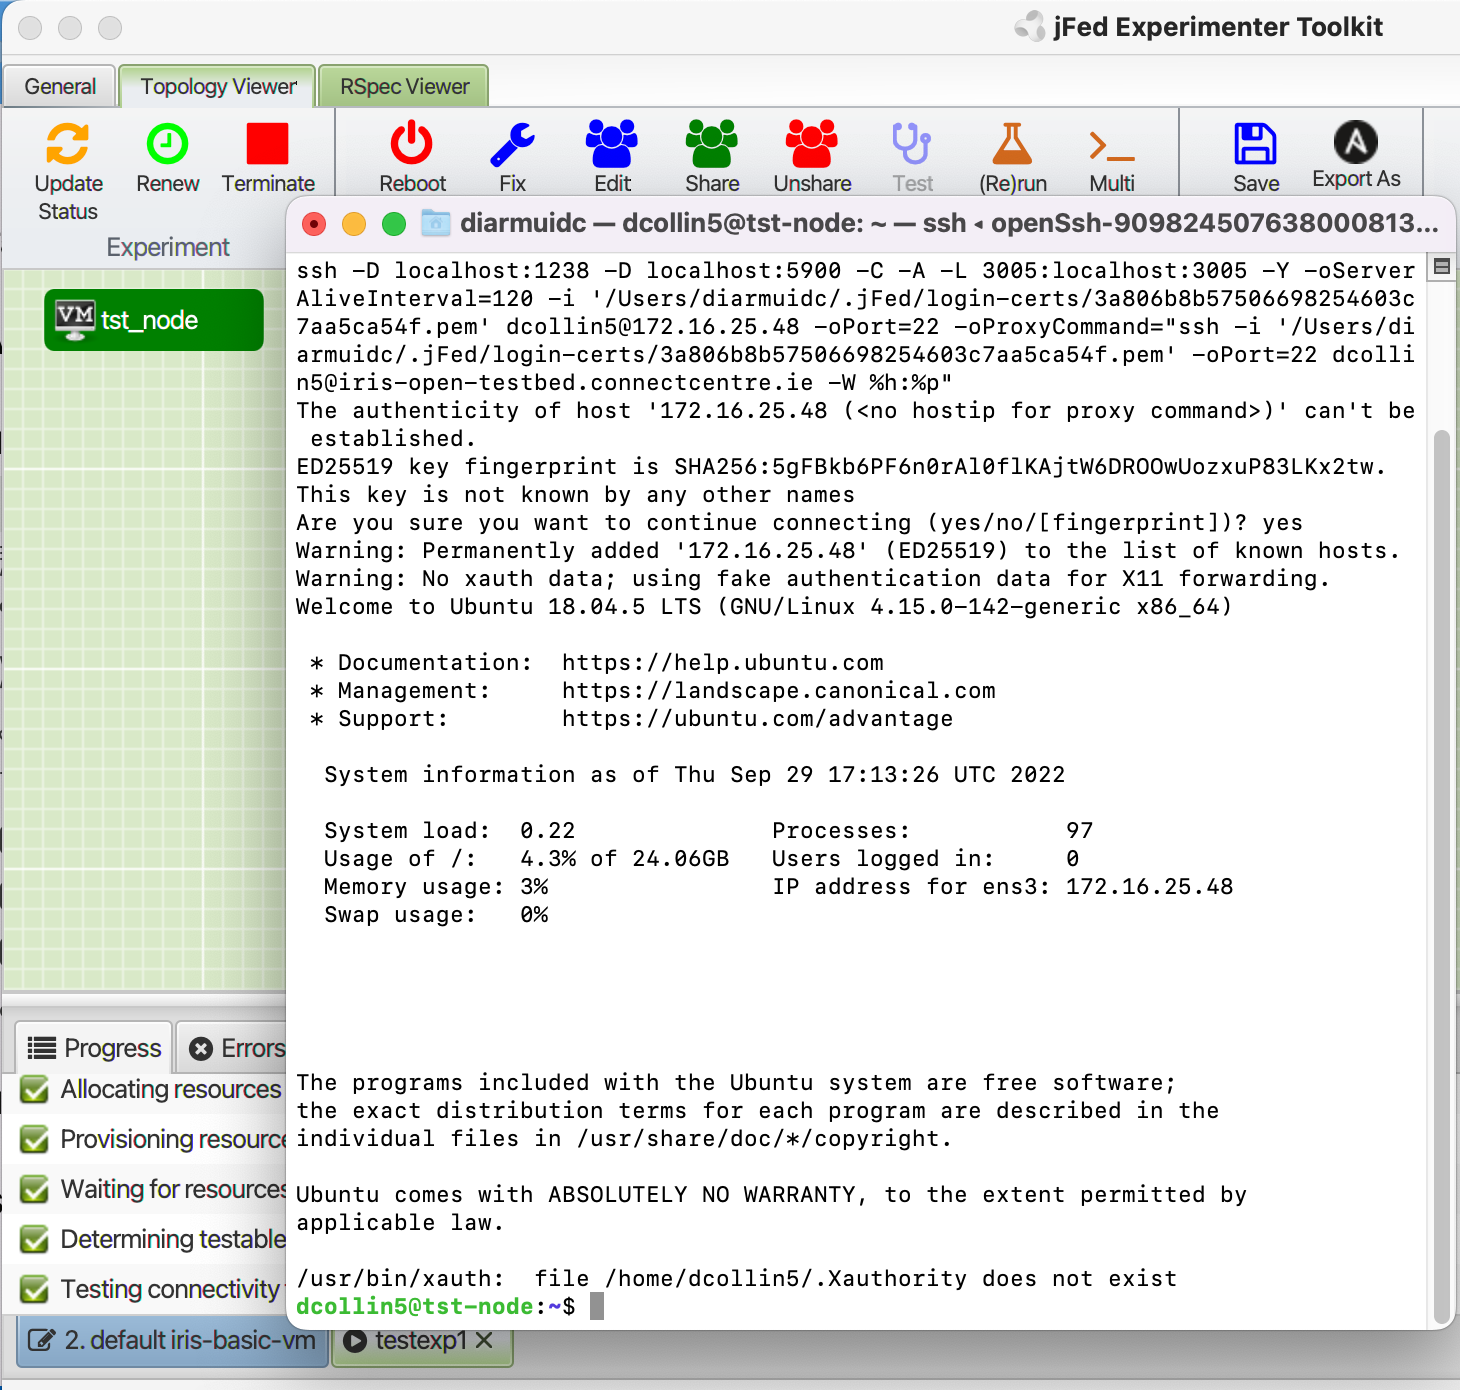 jFed Experimenter Toolkit
General
Topology Viewer
RSpec Viewer
Update Status
Renew
Terminate
Reboot
Fix
Edit
Share
Unshare
Test
(Re)run
Multi
Save
Export As
Experiment
VM tst_node
diarmuidc — dcollin5@tst-node: ~ — ssh ◂ openSsh-909824507638000813...
ssh -D localhost:1238 -D localhost:5900 -C -A -L 3005:localhost:3005 -Y -oServer
AliveInterval=120 -i '/Users/diarmuidc/.jFed/login-certs/3a806b8b57506698254603c
7aa5ca54f.pem' dcollin5@172.16.25.48 -oPort=22 -oProxyCommand="ssh -i '/Users/di
armuidc/.jFed/login-certs/3a806b8b57506698254603c7aa5ca54f.pem' -oPort=22 dcolli
n5@iris-open-testbed.connectcentre.ie -W %h:%p"
The authenticity of host '172.16.25.48 (<no hostip for proxy command>)' can't be
 established.
ED25519 key fingerprint is SHA256:5gFBkb6PF6n0rAl0flKAjtW6DROOwUozxuP83LKx2tw.
This key is not known by any other names
Are you sure you want to continue connecting (yes/no/[fingerprint])? yes
Warning: Permanently added '172.16.25.48' (ED25519) to the list of known hosts.
Warning: No xauth data; using fake authentication data for X11 forwarding.
Welcome to Ubuntu 18.04.5 LTS (GNU/Linux 4.15.0-142-generic x86_64)
 * Documentation:  https://help.ubuntu.com
 * Management:     https://landscape.canonical.com
 * Support:        https://ubuntu.com/advantage
  System information as of Thu Sep 29 17:13:26 UTC 2022
  System load:  0.22              Processes:           97
  Usage of /:   4.3% of 24.06GB   Users logged in:     0
  Memory usage: 3%                IP address for ens3: 172.16.25.48
  Swap usage:   0%
The programs included with the Ubuntu system are free software;
the exact distribution terms for each program are described in the
individual files in /usr/share/doc/*/copyright.
Ubuntu comes with ABSOLUTELY NO WARRANTY, to the extent permitted by
applicable law.
/usr/bin/xauth:  file /home/dcollin5/.Xauthority does not exist
dcollin5@tst-node:~$
Progress
Errors
Allocating resources
Provisioning resource
Waiting for resources
Determining testable
Testing connectivity
2. default iris-basic-vm
testexp1